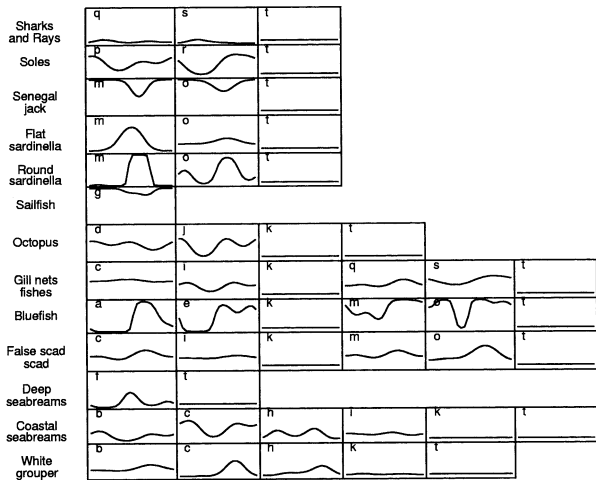 q s t
Sharks
and Rays
p r t
Soles
m o t
Senegal
jack
m o t
Flat
sardinella
m o t
Round
sardinella
g
Sailfish
d j k t
Octopus
c i k q s t
Gill nets
fishes
a e k m o t
Bluefish
c i k m o t
False scad
scad
f t
Deep
seabreams
b c h i k t
Coastal
seabreams
b c h k t
White
grouper